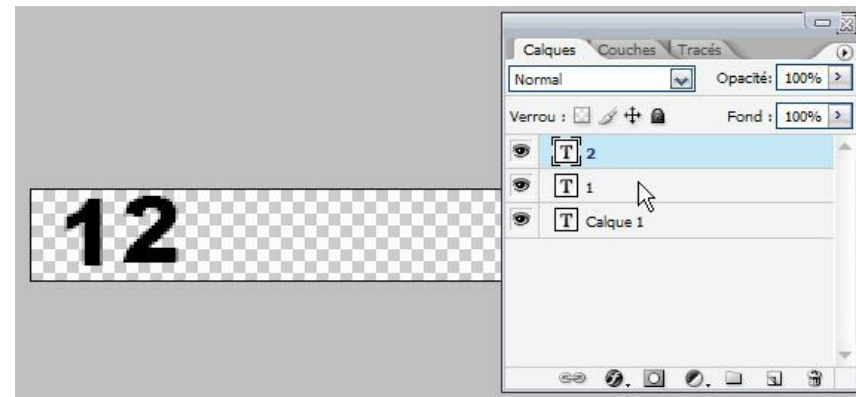 Calques Couches Tracés
Normal Opacité: 100%
Verrou : Fond : 100%
T 2
T 1
T Calque 1
12